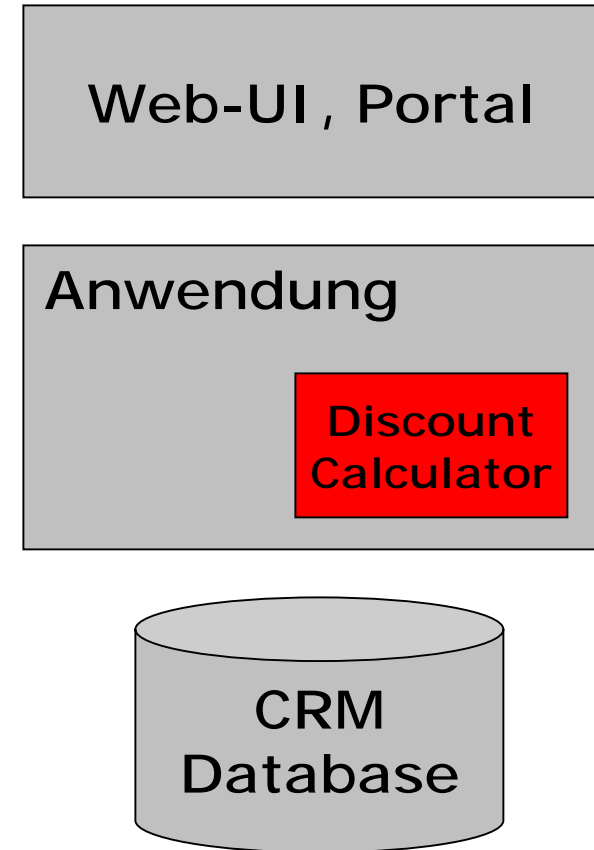 Web-UI, Portal
Anwendung
Discount
Calculator
CRM
Database